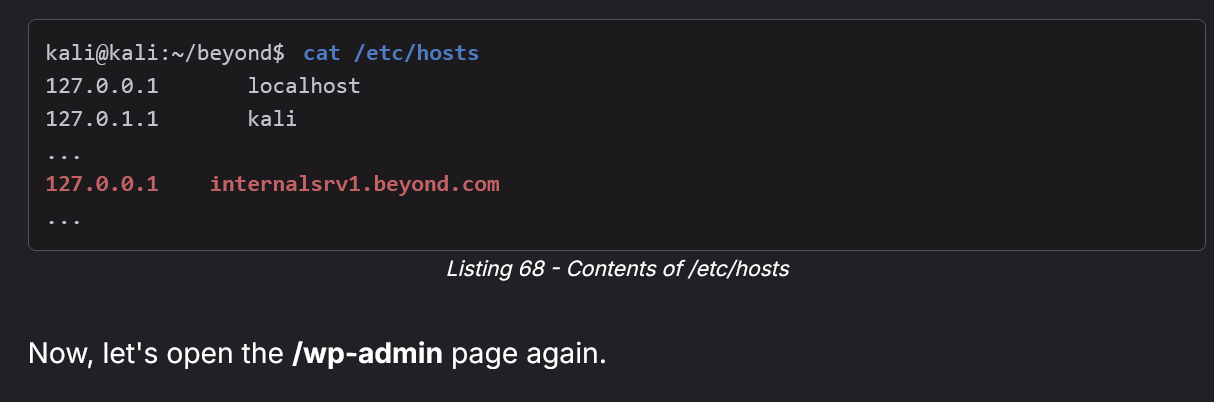 kali@kali:~/beyond$ cat /etc/hosts
127.0.0.1       localhost
127.0.1.1       kali
...
127.0.0.1    internalsrv1.beyond.com
...
Listing 68 - Contents of /etc/hosts
Now, let's open the /wp-admin page again.